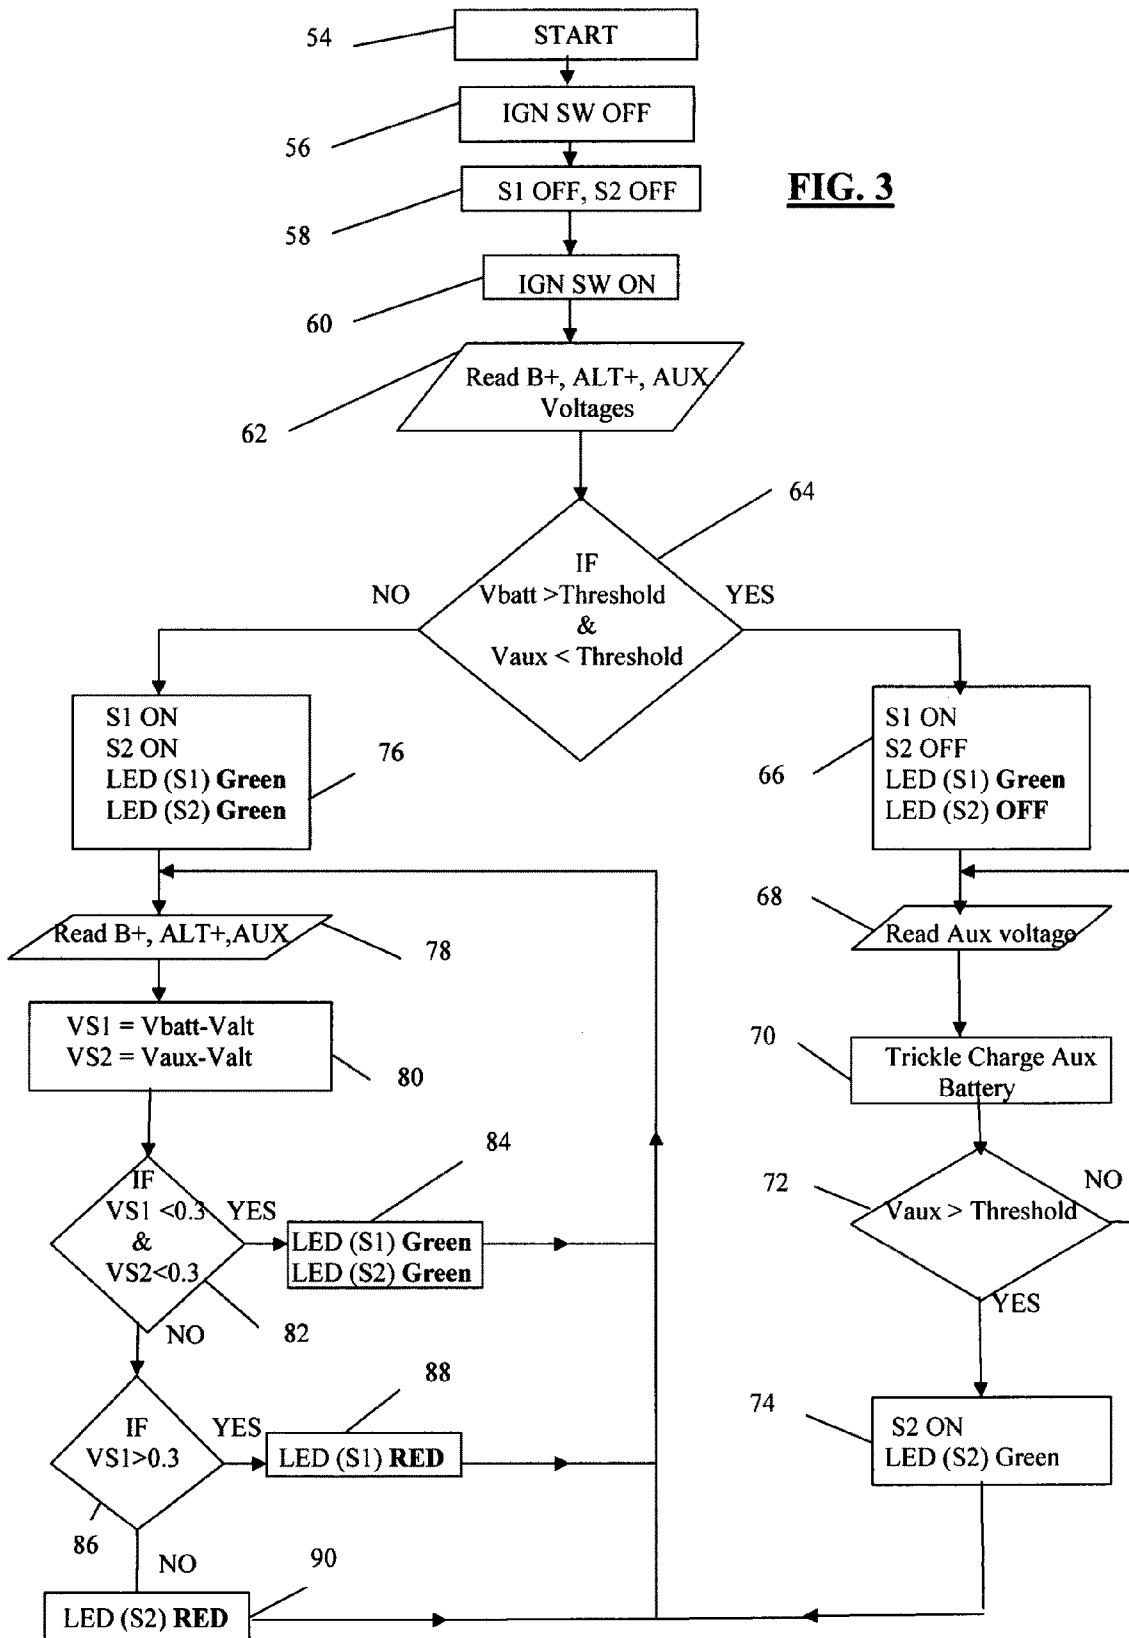 54
START
IGN SW OFF
56
S1 OFF, S2 OFF
58
FIG. 3
IGN SW ON
60
Read B+, ALT+, AUX
Voltages
62
64
IF
Vbatt >Threshold
&
Vaux < Threshold
NO
YES
S1 ON
S2 ON
LED (S1) Green
LED (S2) Green
76
S1 ON
S2 OFF
LED (S1) Green
LED (S2) OFF
66
Read B+, ALT+,AUX
78
68
Read Aux voltage
VS1 = Vbatt-Valt
VS2 = Vaux-Valt
80
70
Trickle Charge Aux
Battery
IF
VS1 <0.3
&
VS2<0.3
YES
84
LED (S1) Green
LED (S2) Green
82
NO
72
Vaux > Threshold
NO
YES
IF
VS1>0.3
YES
88
LED (S1) RED
86
NO
74
S2 ON
LED (S2) Green
90
LED (S2) RED